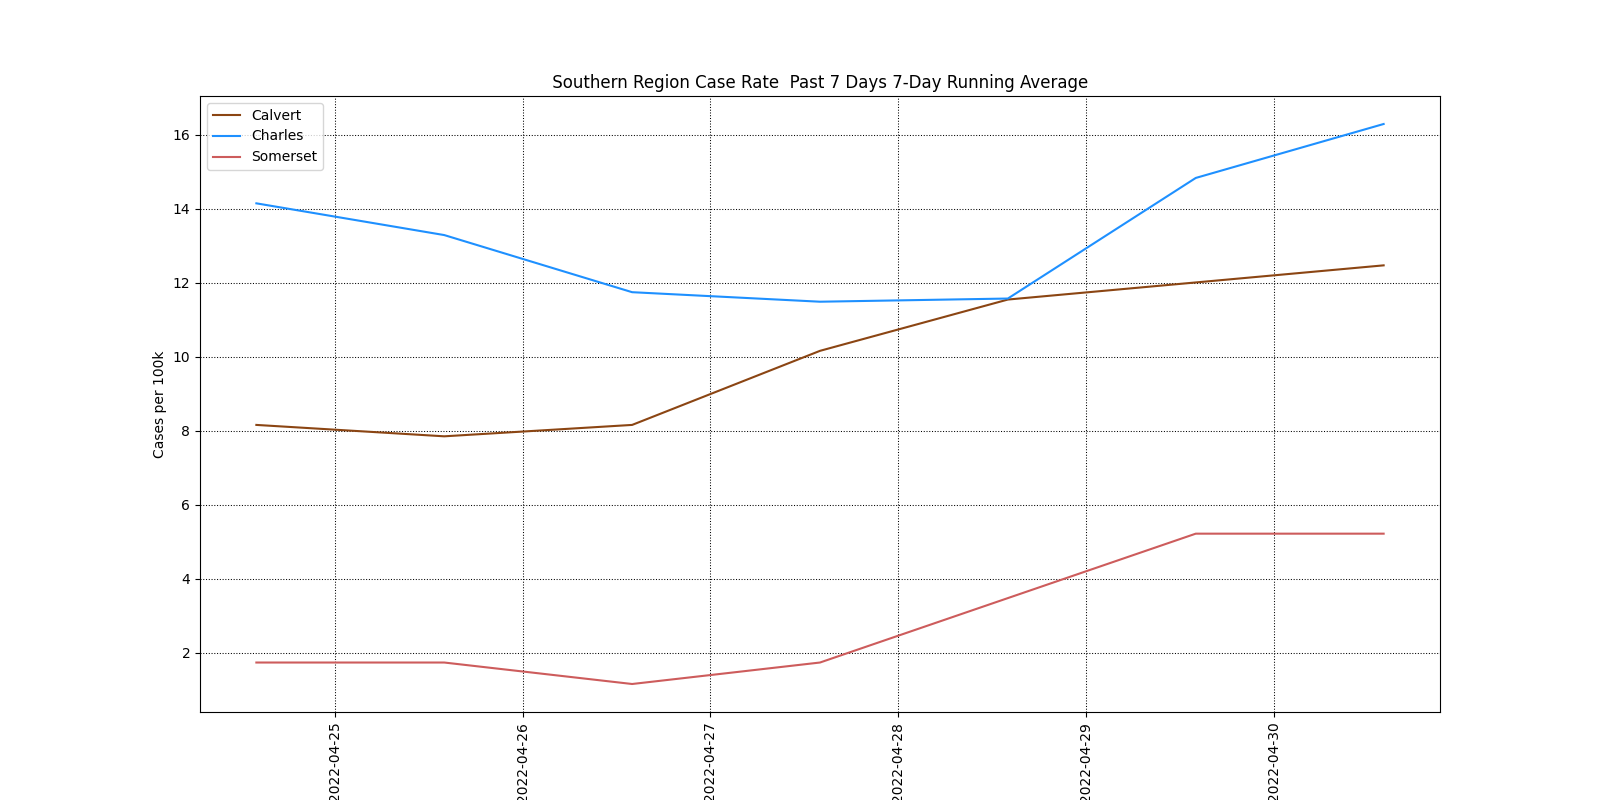 Southern Region Case Rate  Past 7 Days 7-Day Running Average
Calvert
Charles
Somerset
Cases per 100k
16
14
12
10
8
6
4
2
2022-04-25
2022-04-26
2022-04-27
2022-04-28
2022-04-29
2022-04-30